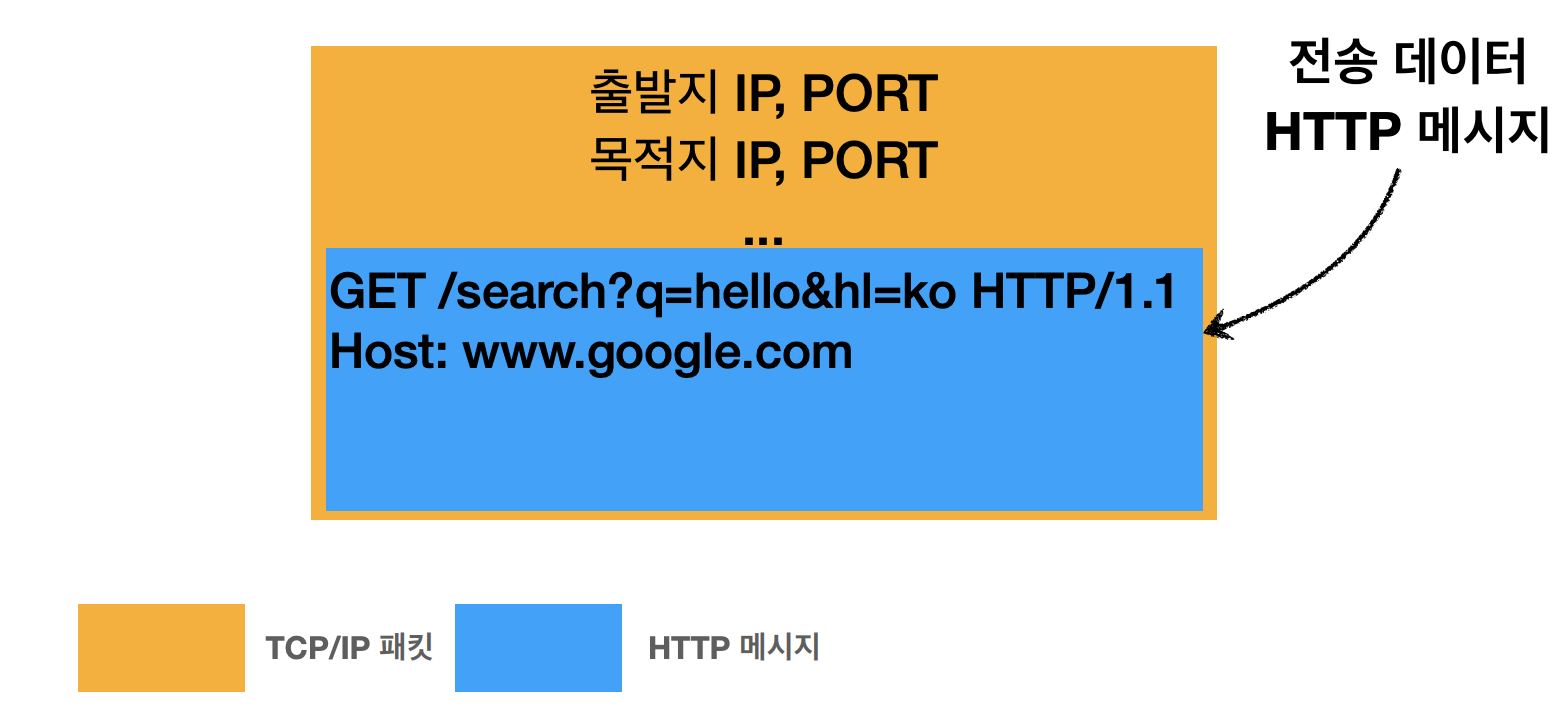 전송 데이터
HTTP 메시지
출발지 IP, PORT
목적지 IP, PORT
...
GET /search?q=hello&hl=ko HTTP/1.1
Host: www.google.com
TCP/IP 패킷
HTTP 메시지